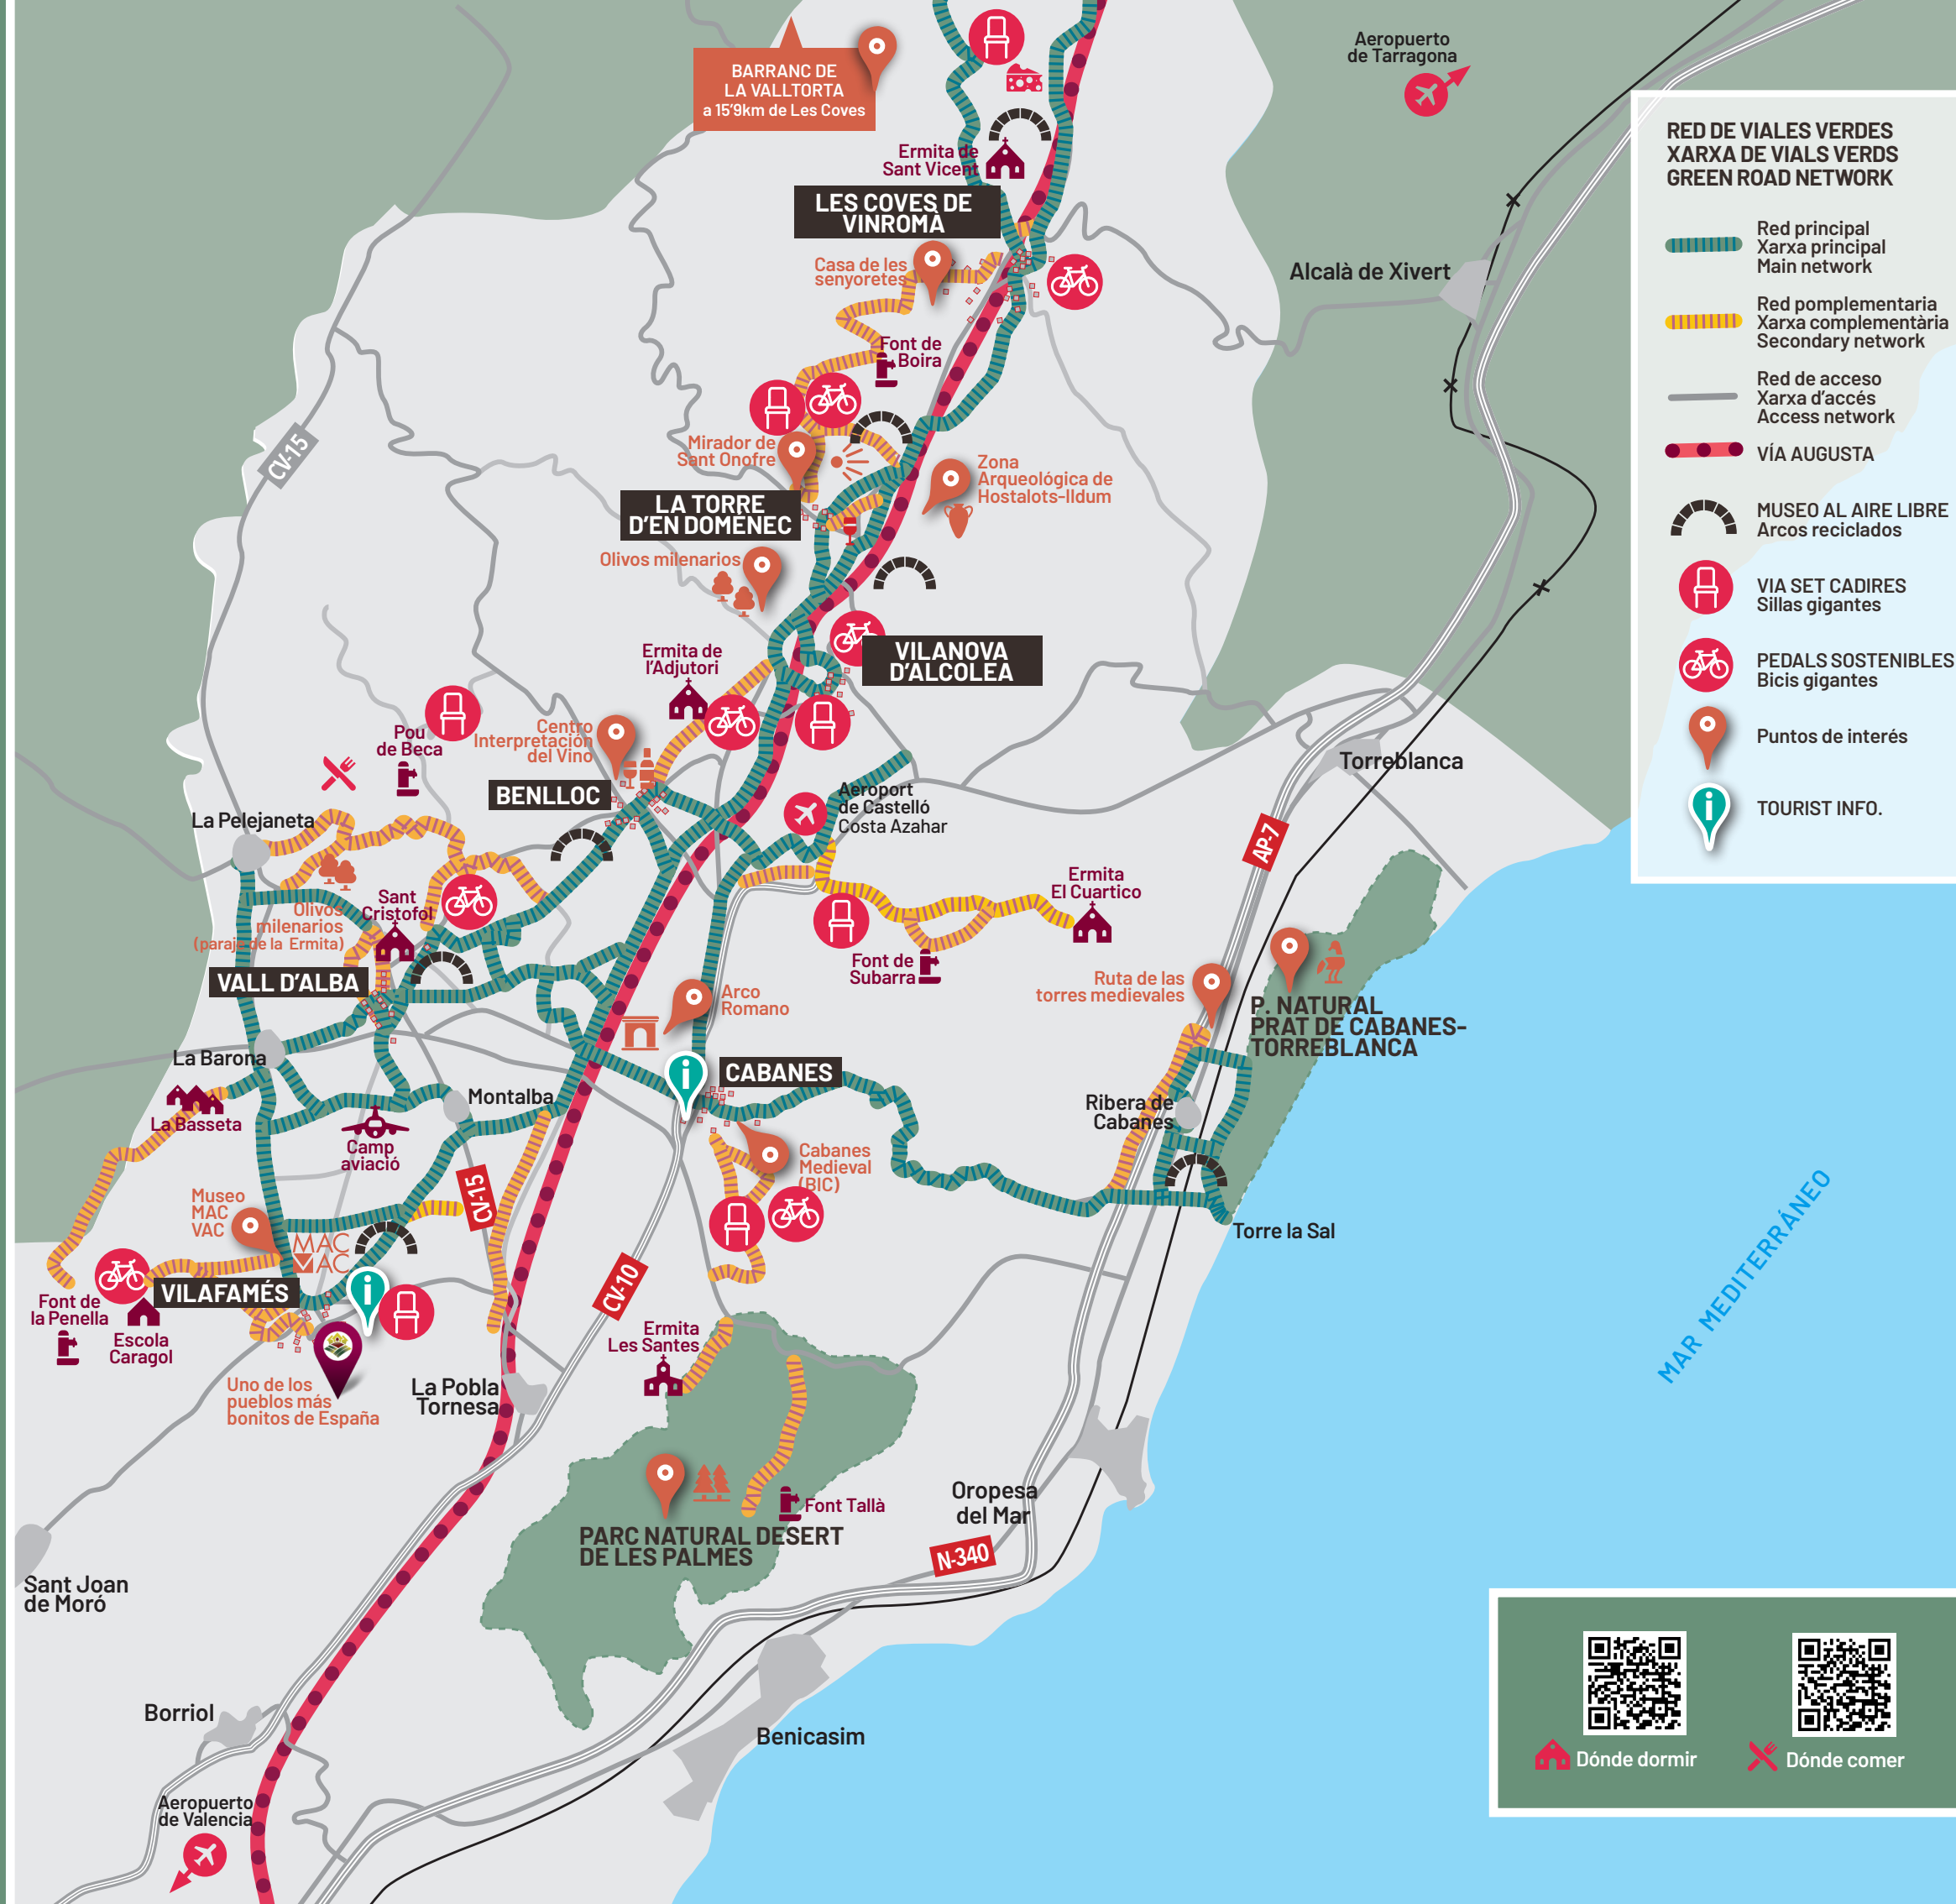 BARRANC DE
LA VALLTORTA
a 15'9km de Les Coves
Aeropuerto
de Tarragona
Ermita de
Sant Vicent
LES COVES DE
VINROMÀ
Casa de les
senyoretes
Alcalà de Xivert
Font de
Boira
CV-15
Mirador de
Sant Onofre
Zona
Arqueológica de
Hostalots-Ildum
LA TORRE
D'EN DOMÈNEC
Olivos milenarios
Ermita de
l'Adjutori
VILANOVA
D'ALCOLEA
Centro
Interpretación
del Vino
Pou
de Beca
BENLLOC
Torreblanca
Aeroport
de Castelló
Costa Azahar
La Pelejaneta
AP-7
Ermita
El Cuartico
Sant
Cristofol
Olivos
milenarios
(paraje de la Ermita)
Font de
Subarra
VALL D'ALBA
Ruta de las
torres medievales
Arco
Romano
P. NATURAL
PRAT DE CABANES-
TORREBLANCA
La Barona
CABANES
Montalba
La Basseta
Ribera de
Cabanes
Camp
aviació
Cabanes
Medieval
(BIC)
CV-15
Museo
MAC
VAC
MAC
VAC
Torre la Sal
MAR MEDITERRÁNEO
VILAFAMÉS
CV-10
Font de
la Penella
Escola
Caragol
Ermita
Les Santes
Uno de los
pueblos más
bonitos de España
La Pobla
Tornesa
Font Tallà
Oropesa
del Mar
PARC NATURAL DESERT
DE LES PALMES
N-340
Sant Joan
de Moró
Borriol
Benicasim
Aeropuerto
de Valencia
RED DE VIALES VERDES
XARXA DE VIALS VERDS
GREEN ROAD NETWORK
Red principal
Xarxa principal
Main network
Red pomplementaria
Xarxa complementària
Secondary network
Red de acceso
Xarxa d'accés
Access network
VÍA AUGUSTA
MUSEO AL AIRE LIBRE
Arcos reciclados
VIA SET CADIRES
Sillas gigantes
PEDALS SOSTENIBLES
Bicis gigantes
Puntos de interés
TOURIST INFO.
Dónde dormir
Dónde comer